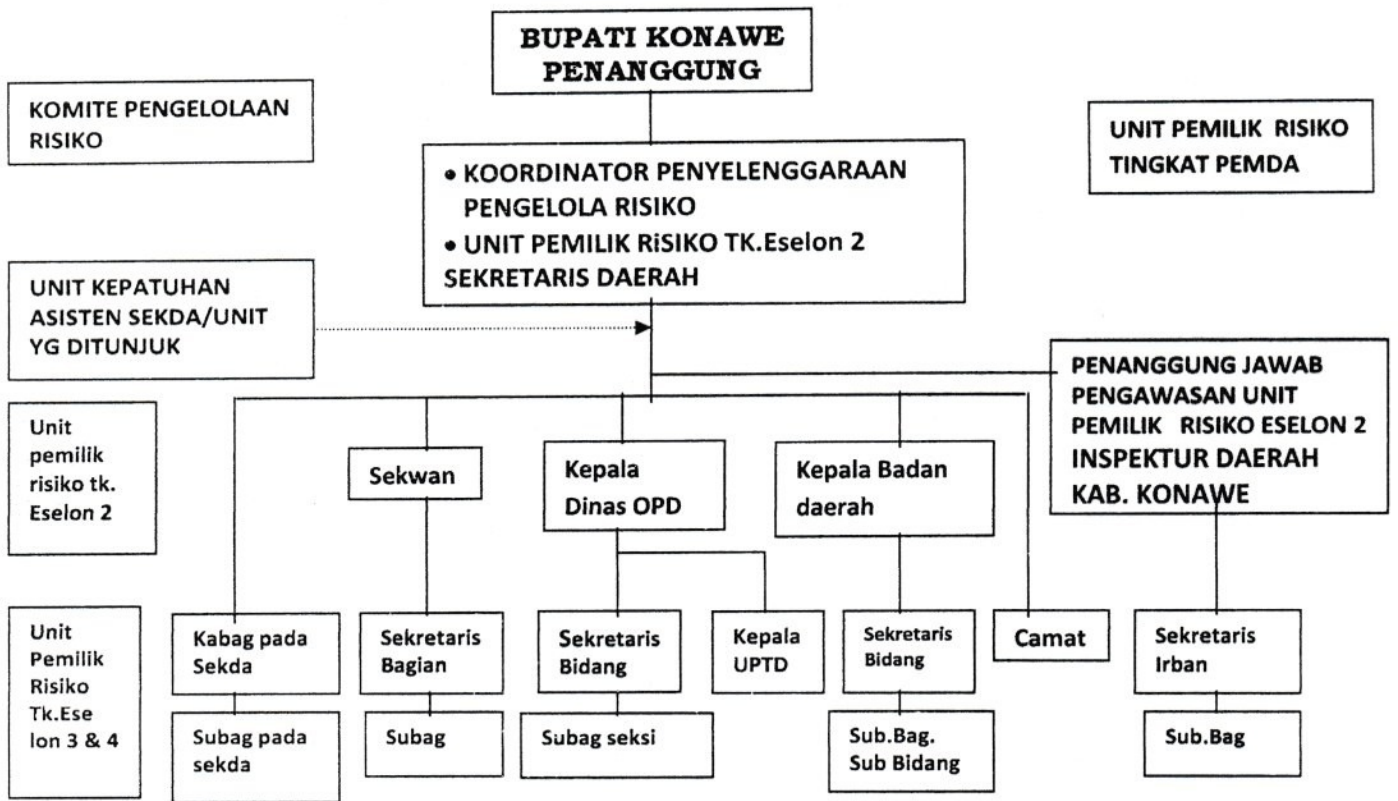 BUPATI KONAWE
PENANGGUNG
KOMITE PENGELOLAAN
RISIKO
UNIT PEMILIK RISIKO
TINGKAT PEMDA
• KOORDINATOR PENYELENGGARAAN
PENGELOLA RISIKO
• UNIT PEMILIK RiSIKO TK.Eselon 2
SEKRETARIS DAERAH
UNIT KEPATUHAN
ASISTEN SEKDA/UNIT
YG DITUNJUK
PENANGGUNG JAWAB
PENGAWASAN UNIT
PEMILIK RISIKO ESELON 2
INSPEKTUR DAERAH
KAB. KONAWE
Unit
pemilik
risiko tk.
Eselon 2
Sekwan
Kepala
Dinas OPD
Kepala Badan
daerah
Unit
Pemilik
Risiko
Tk.Ese
lon 3 & 4
Kabag pada
Sekda
Sekretaris
Bagian
Sekretaris
Bidang
Kepala
UPTD
Sekretaris
Bidang
Camat
Sekretaris
Irban
Subag pada
sekda
Subag
Subag seksi
Sub.Bag.
Sub Bidang
Sub.Bag